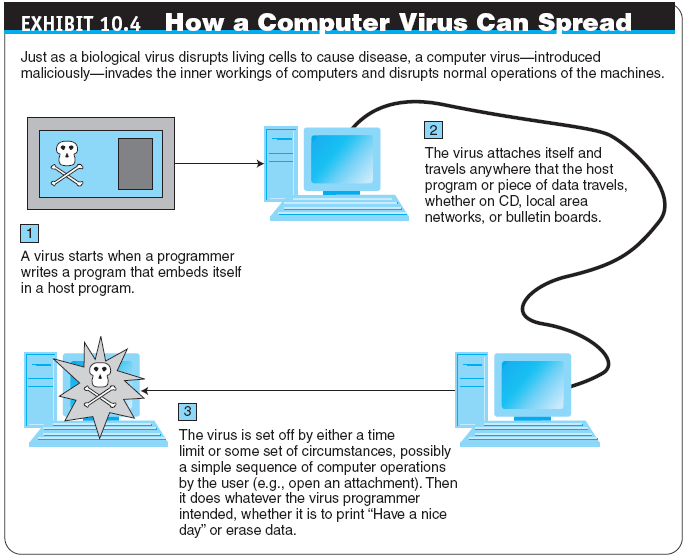 EXHIBIT 10.4 How a Computer Virus Can Spread
Just as a biological virus disrupts living cells to cause disease, a computer virus—introduced
maliciously—invades the inner workings of computers and disrupts normal operations of the machines.
1
A virus starts when a programmer
writes a program that embeds itself
in a host program.
2
The virus attaches itself and
travels anywhere that the host
program or piece of data travels,
whether on CD, local area
networks, or bulletin boards.
3
The virus is set off by either a time
limit or some set of circumstances, possibly
a simple sequence of computer operations
by the user (e.g., open an attachment). Then
it does whatever the virus programmer
intended, whether it is to print “Have a nice
day” or erase data.